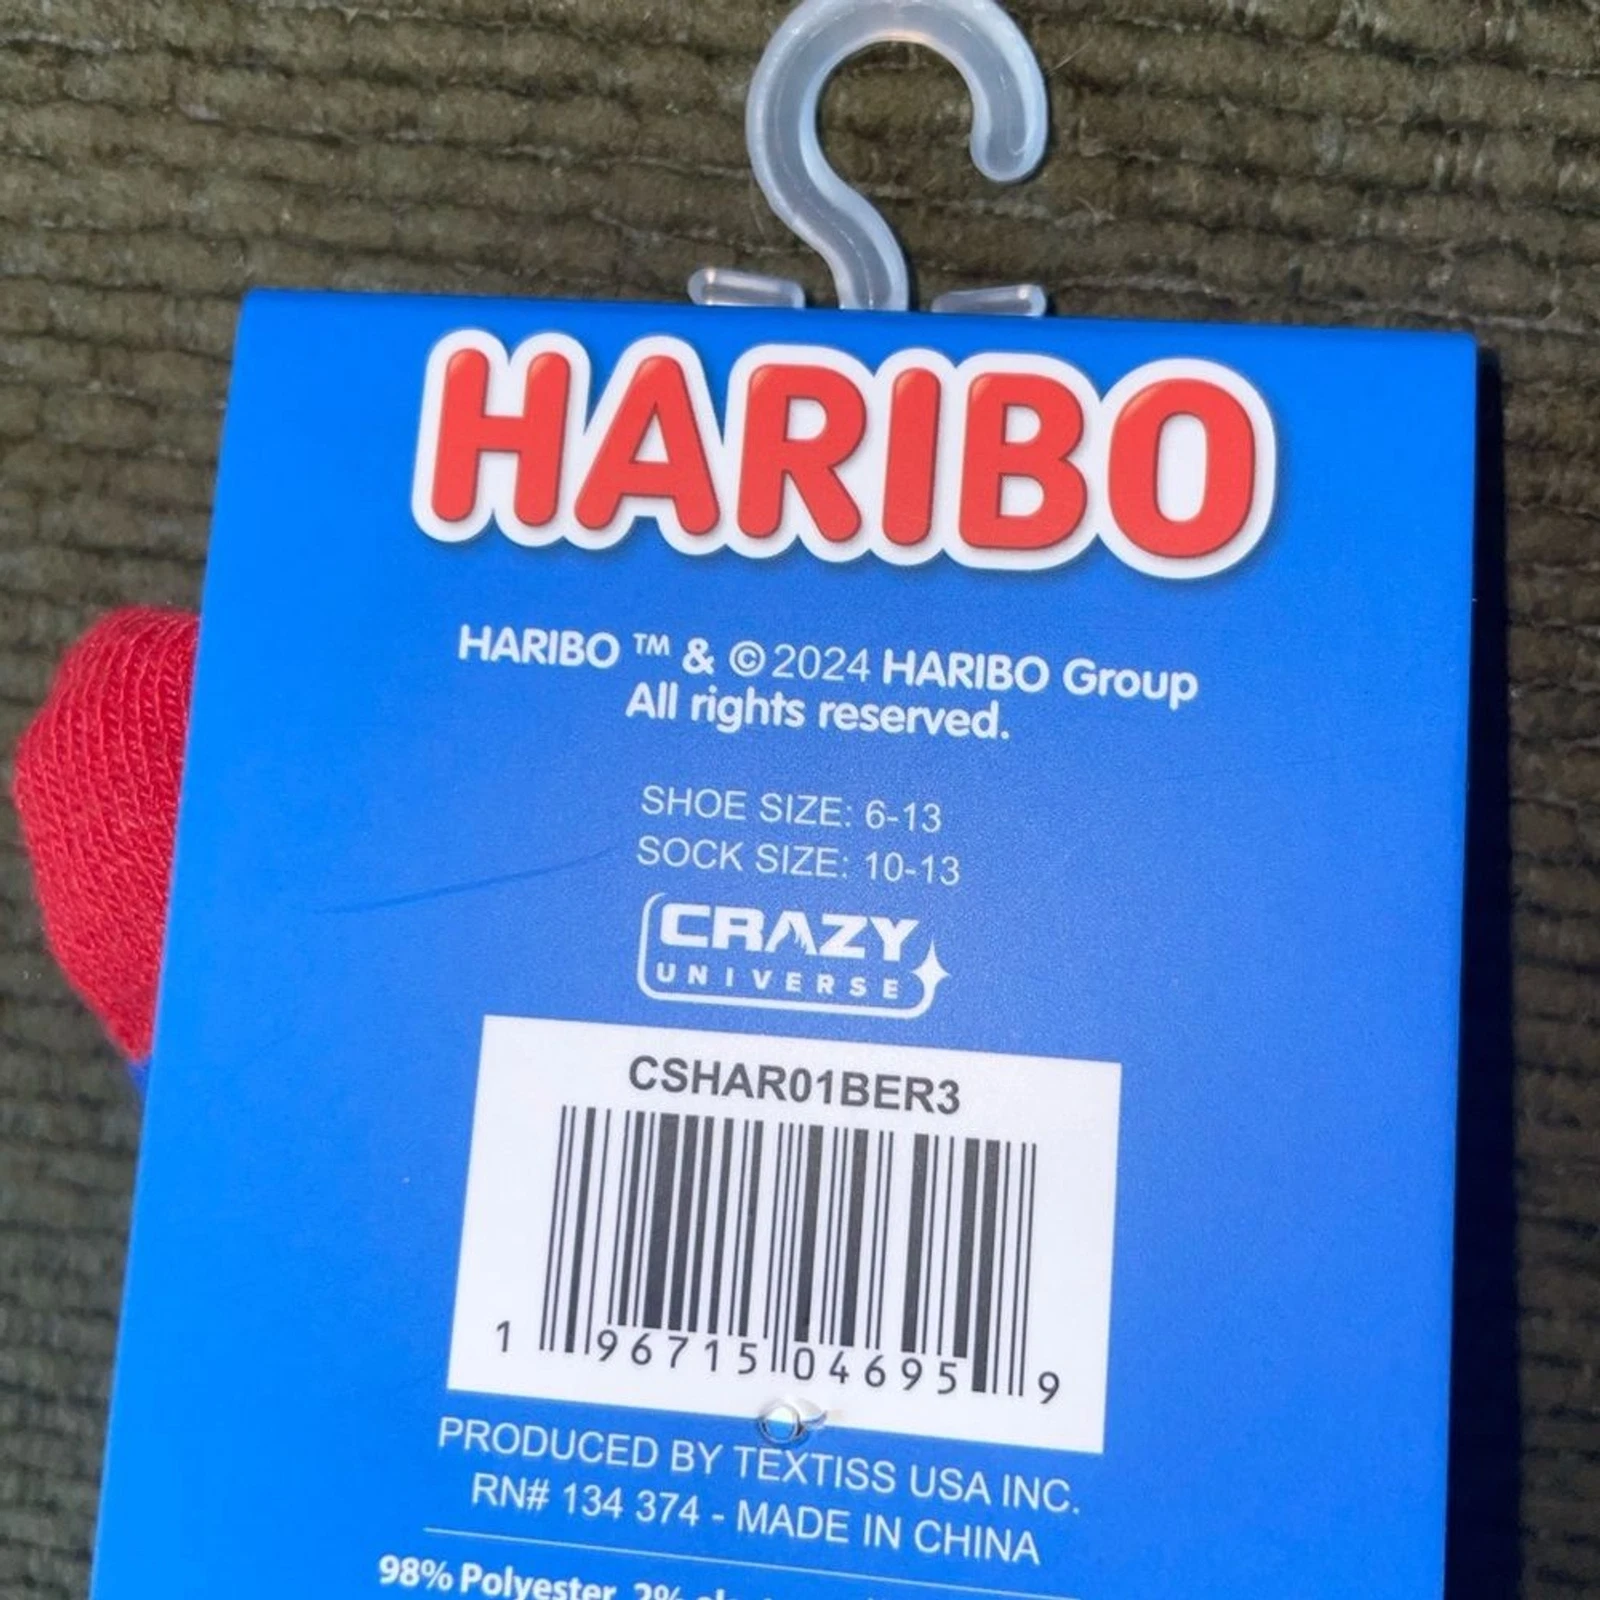 HARIBO
HARIBO ™ & © 2024 HARIBO Group
All rights reserved.
SHOE SIZE: 6-13
SOCK SIZE: 10-13
CRAZY
UNIVERSE
CSHAR01BER3
1 96715 04695 9
PRODUCED BY TEXTISS USA INC.
RN# 134 374 - MADE IN CHINA
98% Polyester, 2%